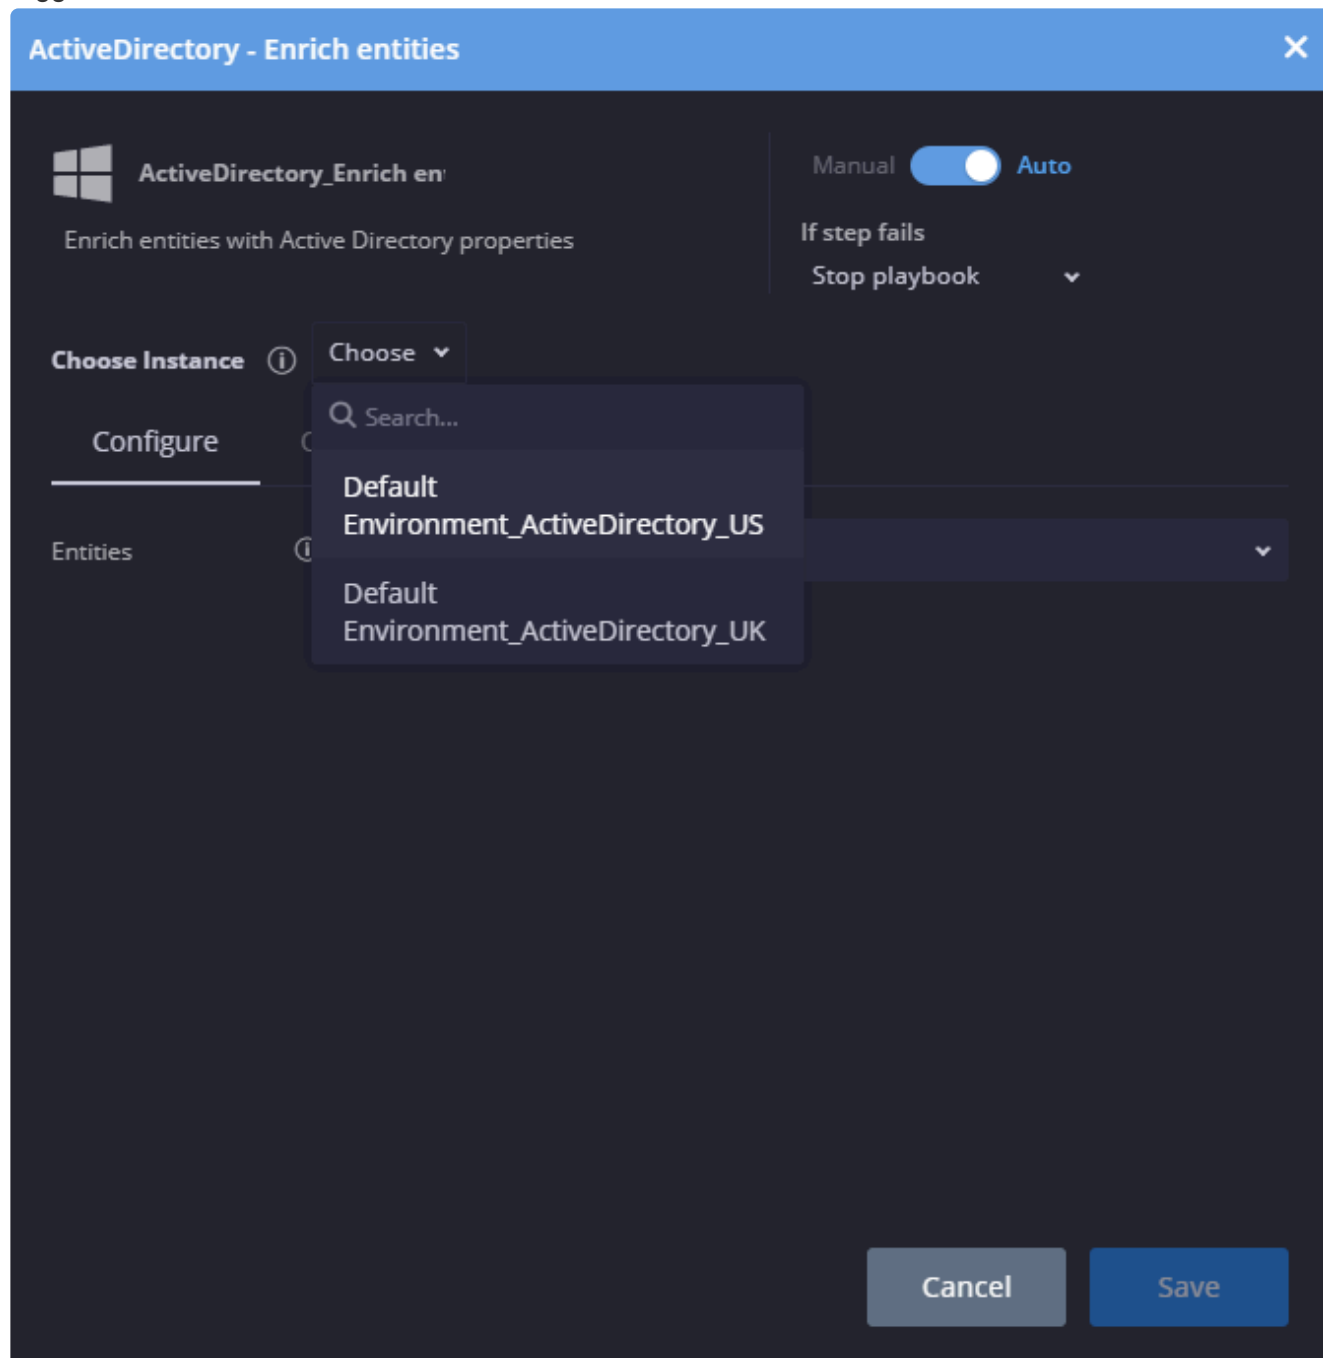 ActiveDirectory - Enrich entities
ActiveDirectory_Enrich en
Manual Auto
Enrich entities with Active Directory properties
If step fails
Stop playbook
Choose Instance
Choose
Search...
Configure
Default
Environment_ActiveDirectory_US
Entities
Default
Environment_ActiveDirectory_UK
Cancel
Save